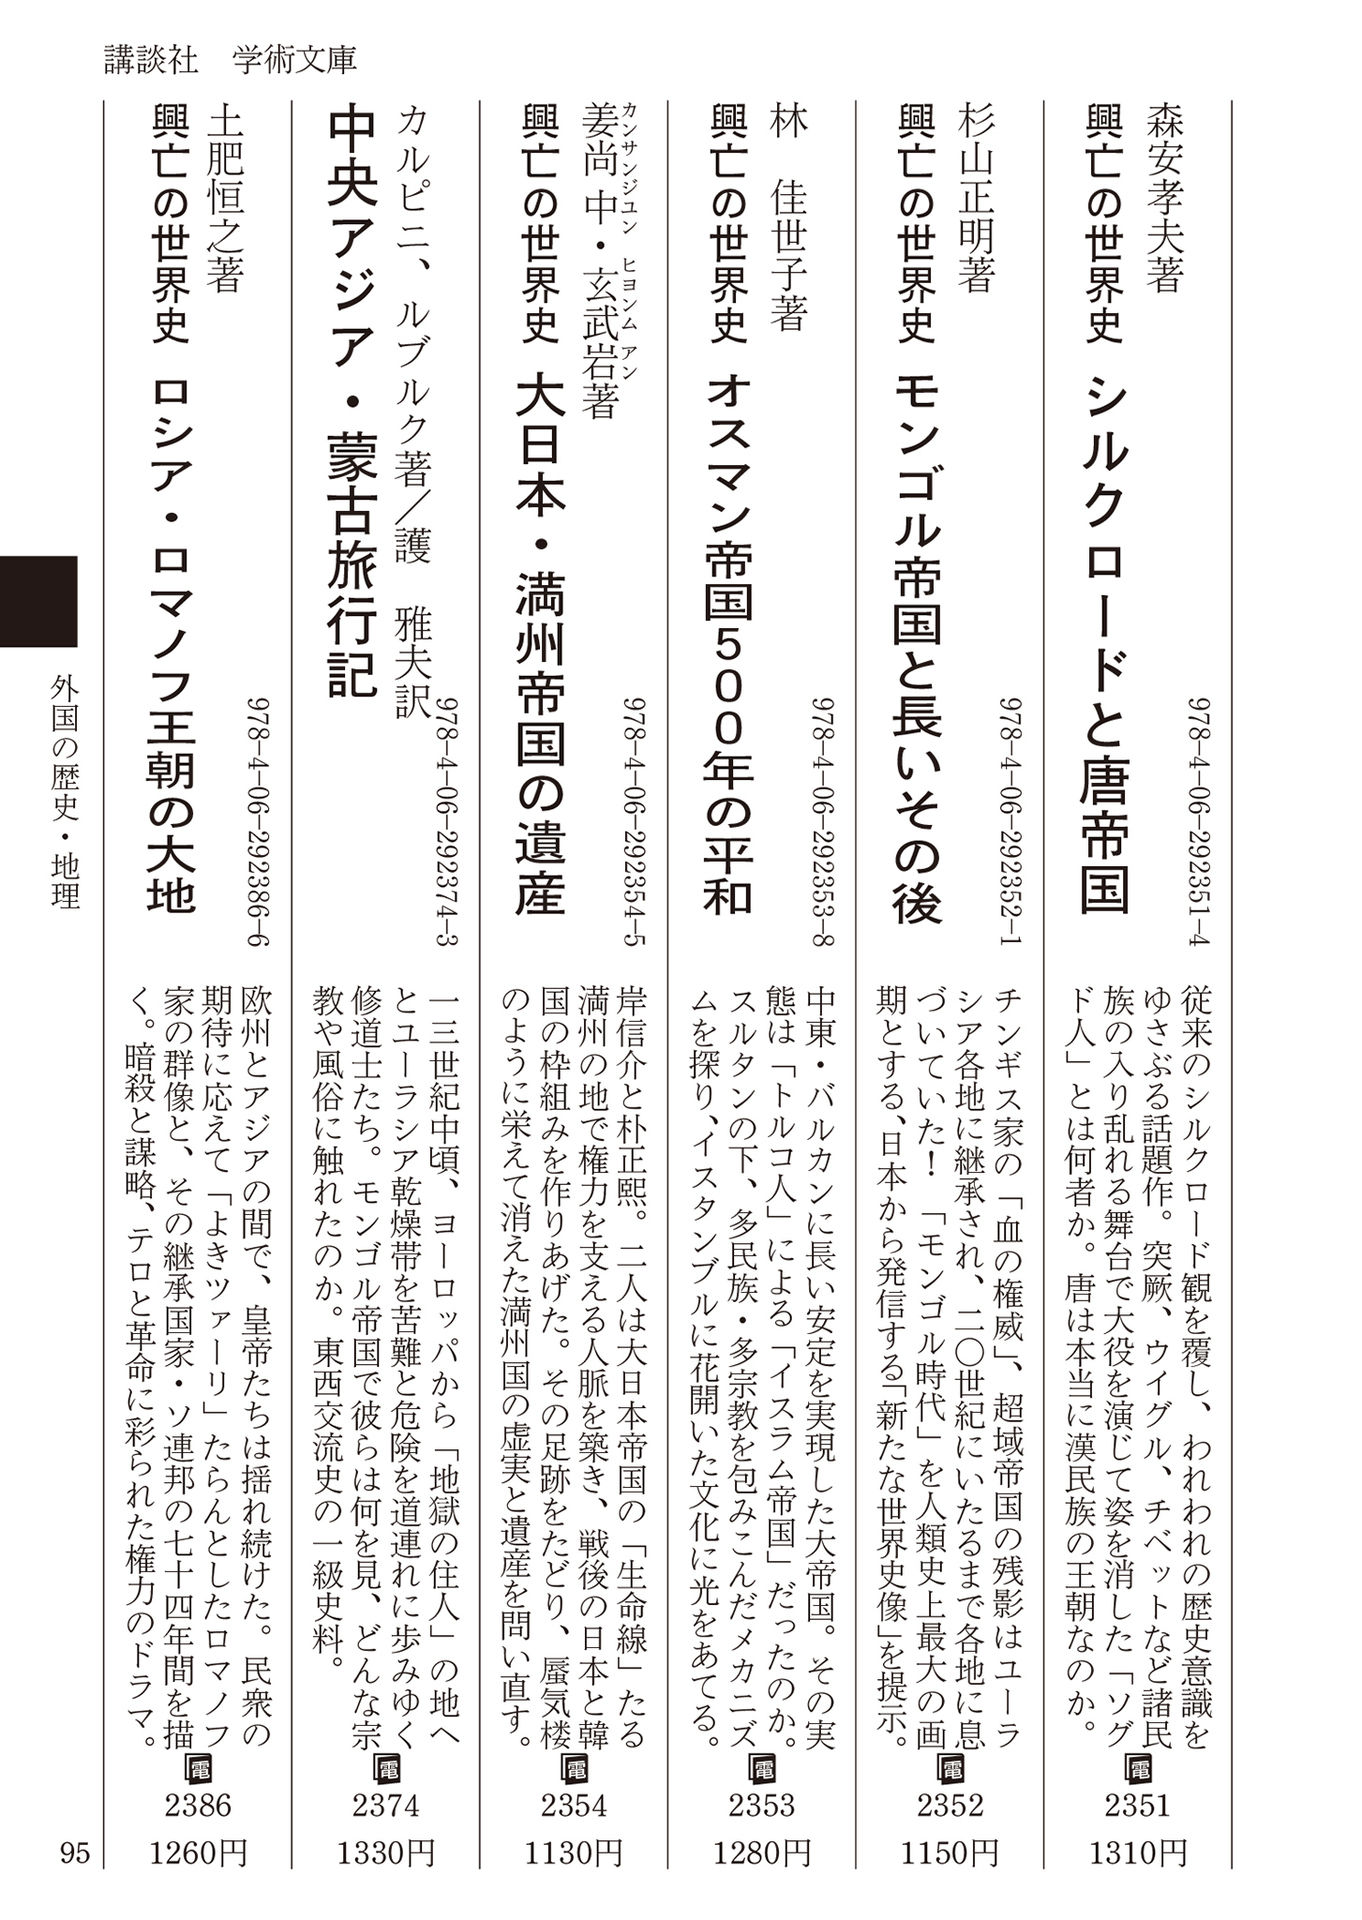 講談社　学術文庫
森安孝夫著
興亡の世界史　シルクロードと唐帝国
978-4-06-292351-4
従来のシルクロード観を覆し、われわれの歴史意識を
ゆさぶる話題作。突厥、ウイグル、チベットなど諸民
族の入り乱れる舞台で大役を演じて姿を消した「ソグ
ド人」とは何者か。唐は本当に漢民族の王朝なのか。
電
2351
1310円
杉山正明著
興亡の世界史　モンゴル帝国と長いその後
978-4-06-292352-1
チンギス家の「血の権威」、超域帝国の残影はユーラ
シア各地に継承され、二〇世紀にいたるまで各地に息
づいていた！　「モンゴル時代」を人類史上最大の画
期とする、日本から発信する「新たな世界史像」を提示。
電
2352
1150円
林　佳世子著
興亡の世界史　オスマン帝国500年の平和
978-4-06-292353-8
中東・バルカンに長い安定を実現した大帝国。その実
態は「トルコ人」による「イスラム帝国」だったのか。
スルタンの下、多民族・多宗教を包みこんだメカニズ
ムを探り、イスタンブルに花開いた文化に光をあてる。
電
2353
1280円
カンサンジュン　ヒョンムアン
姜尚中・玄武岩著
興亡の世界史　大日本・満州帝国の遺産
978-4-06-292354-5
岸信介と朴正熙。二人は大日本帝国の「生命線」たる
満州の地で権力を支える人脈を築き、戦後の日本と韓
国の枠組みを作りあげた。その足跡をたどり、蜃気楼
のように栄えて消えた満州国の虚実と遺産を問い直す。
電
2354
1130円
カルピニ、ルブルク著／護　雅夫訳
中央アジア・蒙古旅行記
978-4-06-292374-3
一三世紀中頃、ヨーロッパから「地獄の住人」の地へ
とユーラシア乾燥帯を苦難と危険を道連れに歩みゆく
修道士たち。モンゴル帝国で彼らは何を見、どんな宗
教や風俗に触れたのか。東西交流史の一級史料。
電
2374
1330円
土肥恒之著
興亡の世界史　ロシア・ロマノフ王朝の大地
978-4-06-292386-6
欧州とアジアの間で、皇帝たちは揺れ続けた。民衆の
期待に応えて「よきツァーリ」たらんとしたロマノフ
家の群像と、その継承国家・ソ連邦の七十四年間を描
く。暗殺と謀略、テロと革命に彩られた権力のドラマ。
電
2386
1260円
外国の歴史・地理
95